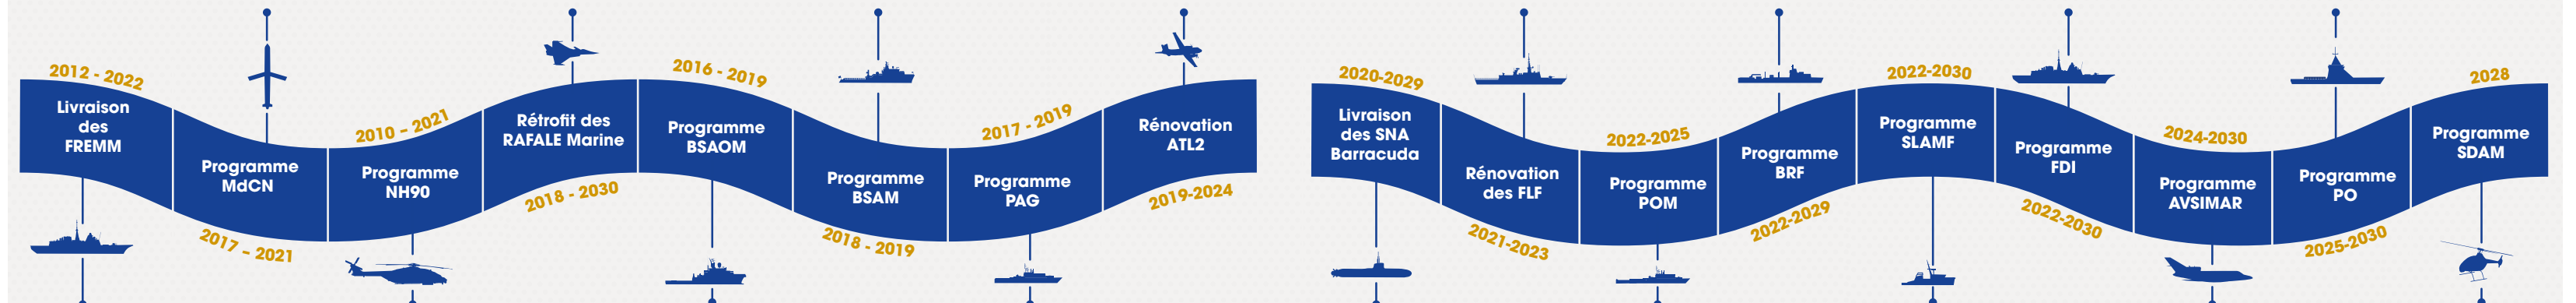 2012 - 2022
Livraison
des
FREMM
Programme
MdCN
2017 – 2021
2010 – 2021
Programme
NH90
Rétrofit des
RAFALE Marine
2018 - 2030
2016 - 2019
Programme
BSAOM
Programme
BSAM
2018 - 2019
2017 - 2019
Programme
PAG
Rénovation
ATL2
2019-2024
2020-2029
Livraison
des SNA
Barracuda
Rénovation
des FLF
2021-2023
2022-2025
Programme
POM
Programme
BRF
2022-2029
2022-2030
Programme
SLAMF
Programme
FDI
2022-2030
2024-2030
Programme
AVSIMAR
Programme
PO
2025-2030
2028
Programme
SDAM